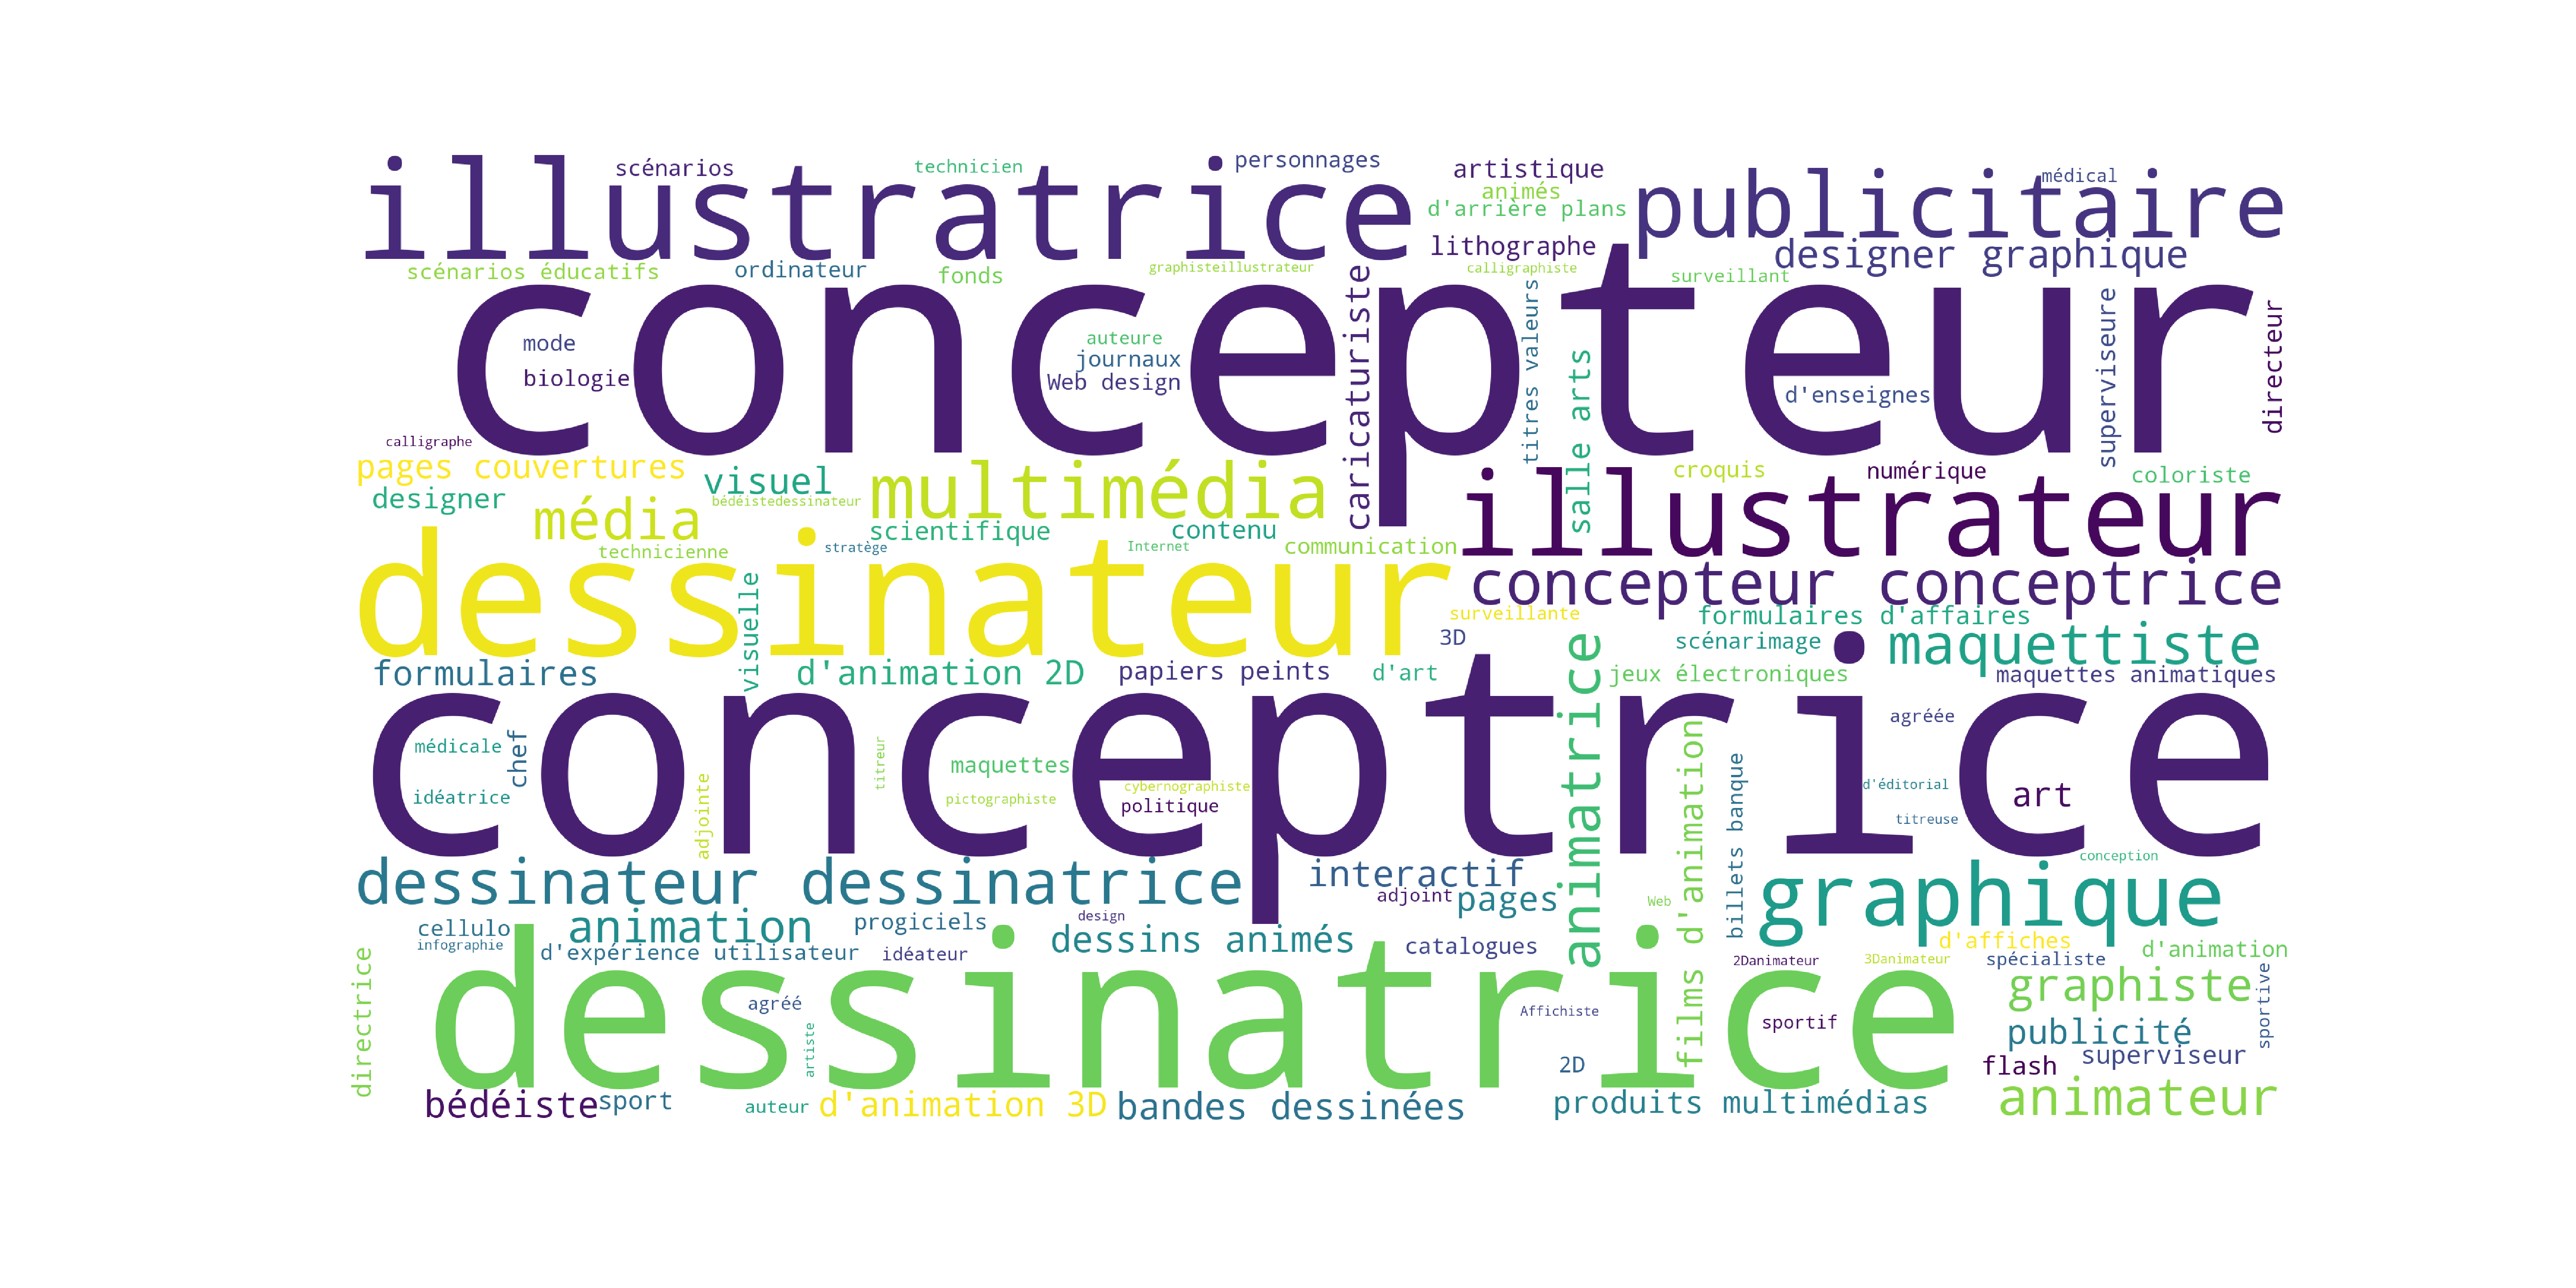 illustratrice
scénarios
technicien
personnages
artistique
animés
d'arrière plans
lithographe
publicitaire
médical
designer graphique
scénarios éducatifs
ordinateur
fonds
graphisteillustrateur
calligraphiste
surveillant
concepteur
mode
biologie
auteure
journaux
Web design
caricaturiste
titres valeurs
salle arts
d'enseignes
superviseure
directeur
calligraphe
pages couvertures
visuel
multimédia
designer
média
bédéistedessinateur
scientifique
contenu
croquis
numérique
coloriste
illustrateur
technicienne
stratège
Internet
communication
dessinateur
concepteur conceptrice
visuelle
surveillante
formulaires d'affaires
3D
scénarimage
maquettiste
formulaires
d'animation 2D
papiers peints
d'art
animatrice
jeux électroniques
maquettes animatiques
conceptrice
agréée
médicale
chef
titreur
maquettes
films d'animation
billets banque
idéatrice
adjointe
pictographiste
cybernographiste
politique
d'éditorial
art
titreuse
dessinateur dessinatrice
interactif
conception
adjoint
pages
Web
graphique
cellulo
animation
progiciels
design
infographie
d'expérience utilisateur
idéateur
dessins animés
catalogues
d'affiches
d'animation
2Danimateur
3Danimateur
spécialiste
directrice
dessinatrice
agréé
artiste
Affichiste
sportif
graphiste
sportive
publicité
2D
flash
superviseur
bédéiste
sport
auteur
d'animation 3D
bandes dessinées
produits multimédias
animateur